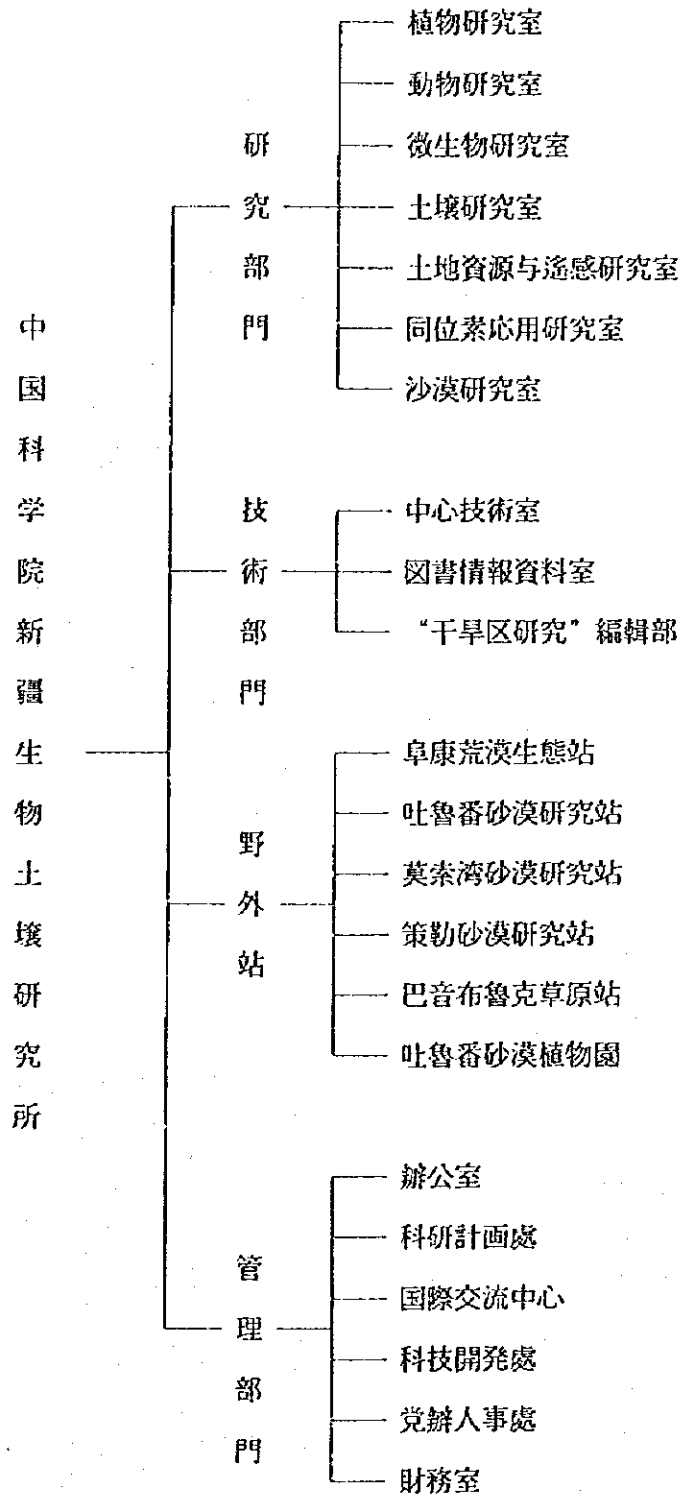 中国科学院新疆生物土壌研究所
研究部門
植物研究室
動物研究室
微生物研究室
土壌研究室
土地資源与遙感研究室
同位素応用研究室
沙漠研究室
技術部門
中心技術室
図書情報資料室
“干旱区研究”編輯部
野外站
阜康荒漠生態站
吐魯番砂漠研究站
莫索湾砂漠研究站
策勒砂漠研究站
巴音布魯克草原站
吐魯番砂漠植物園
管理部門
辦公室
科研計画處
国際交流中心
科技開発處
党辦人事處
財務室